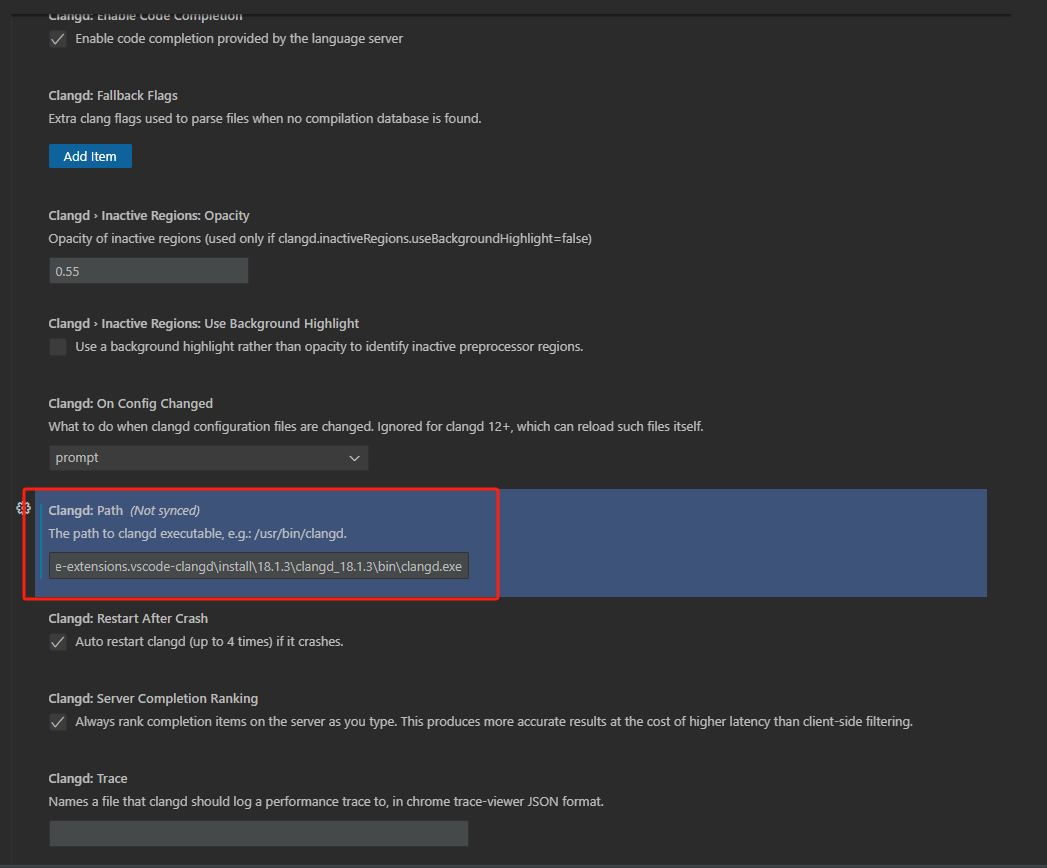 Clangd: Enable Code Completion
Enable code completion provided by the language server
Clangd: Fallback Flags
Extra clang flags used to parse files when no compilation database is found.
Add Item
Clangd › Inactive Regions: Opacity
Opacity of inactive regions (used only if clangd.inactiveRegions.useBackgroundHighlight=false)
0.55
Clangd › Inactive Regions: Use Background Highlight
Use a background highlight rather than opacity to identify inactive preprocessor regions.
Clangd: On Config Changed
What to do when clangd configuration files are changed. Ignored for clangd 12+, which can reload such files itself.
prompt
Clangd: Path (Not synced)
The path to clangd executable, e.g.: /usr/bin/clangd.
e-extensions.vscode-clangd\install\18.1.3\clangd_18.1.3\bin\clangd.exe
Clangd: Restart After Crash
Auto restart clangd (up to 4 times) if it crashes.
Clangd: Server Completion Ranking
Always rank completion items on the server as you type. This produces more accurate results at the cost of higher latency than client-side filtering.
Clangd: Trace
Names a file that clangd should log a performance trace to, in chrome trace-viewer JSON format.